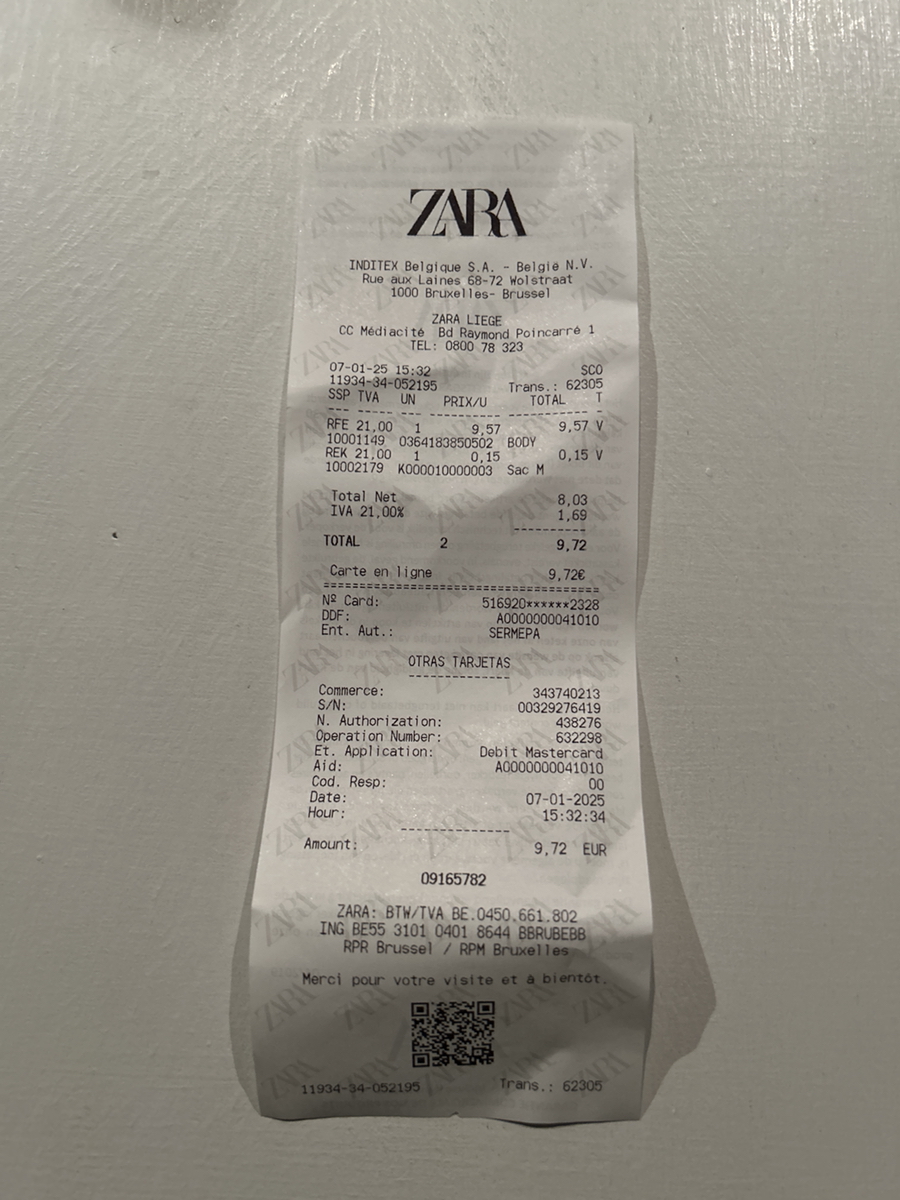 ZARA
INDITEX Belgique S.A. - België N.V.
Rue aux Laines 68-72 Wolstraat
1000 Bruxelles- Brussel
ZARA LIEGE
CC Médiacité Bd Raymond Poincarré 1
TEL: 0800 78 323
07-01-25 15:32 SCO
11934-34-052195 Trans.: 62305
SSP TVA UN PRIX/U TOTAL T
--- --- --- ---------- ---------- -
RFE 21,00 1 9,57 9,57 V
10001149 0364183850502 BODY
REK 21,00 1 0,15 0,15 V
10002179 K000010000003 Sac M
Total Net 8,03
IVA 21,00% 1,69
----------
TOTAL 2 9,72
Carte en ligne 9,72€
======================================
Nº Card: 516920******2328
DDF: A0000000041010
Ent. Aut.: SERMEPA
OTRAS TARJETAS
--------------
Commerce: 343740213
S/N: 00329276419
N. Authorization: 438276
Operation Number: 632298
Et. Application: Debit Mastercard
Aid: A0000000041010
Cod. Resp: 00
Date: 07-01-2025
Hour: 15:32:34
--------------
Amount: 9,72 EUR
09165782
ZARA: BTW/TVA BE.0450.661.802
ING BE55 3101 0401 8644 BBRUBEBB
RPR Brussel / RPM Bruxelles
Merci pour votre visite et à bientôt.
11934-34-052195 Trans.: 62305